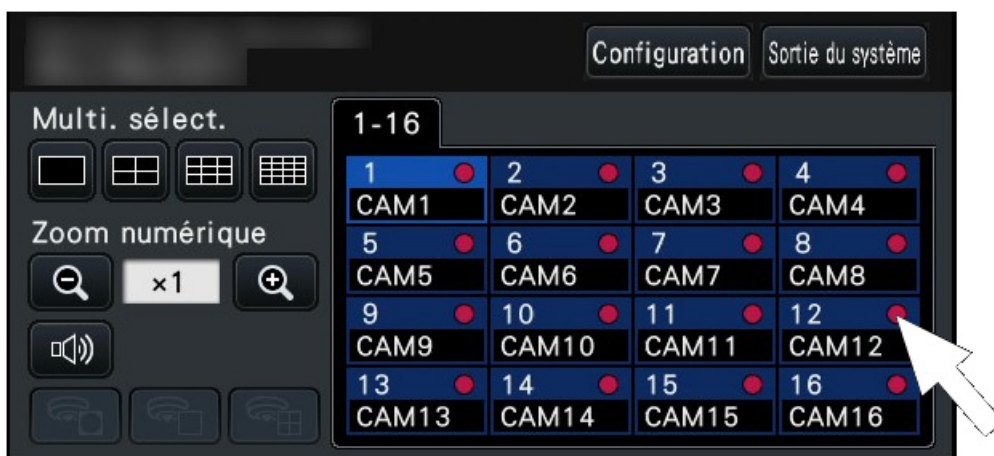 Configuration Sortie du système
Multi. sélect.
1-16
1 2 3 4
CAM1 CAM2 CAM3 CAM4
Zoom numérique
5 6 7 8
CAM5 CAM6 CAM7 CAM8
×1
9 10 11 12
CAM9 CAM10 CAM11 CAM12
13 14 15 16
CAM13 CAM14 CAM15 CAM16